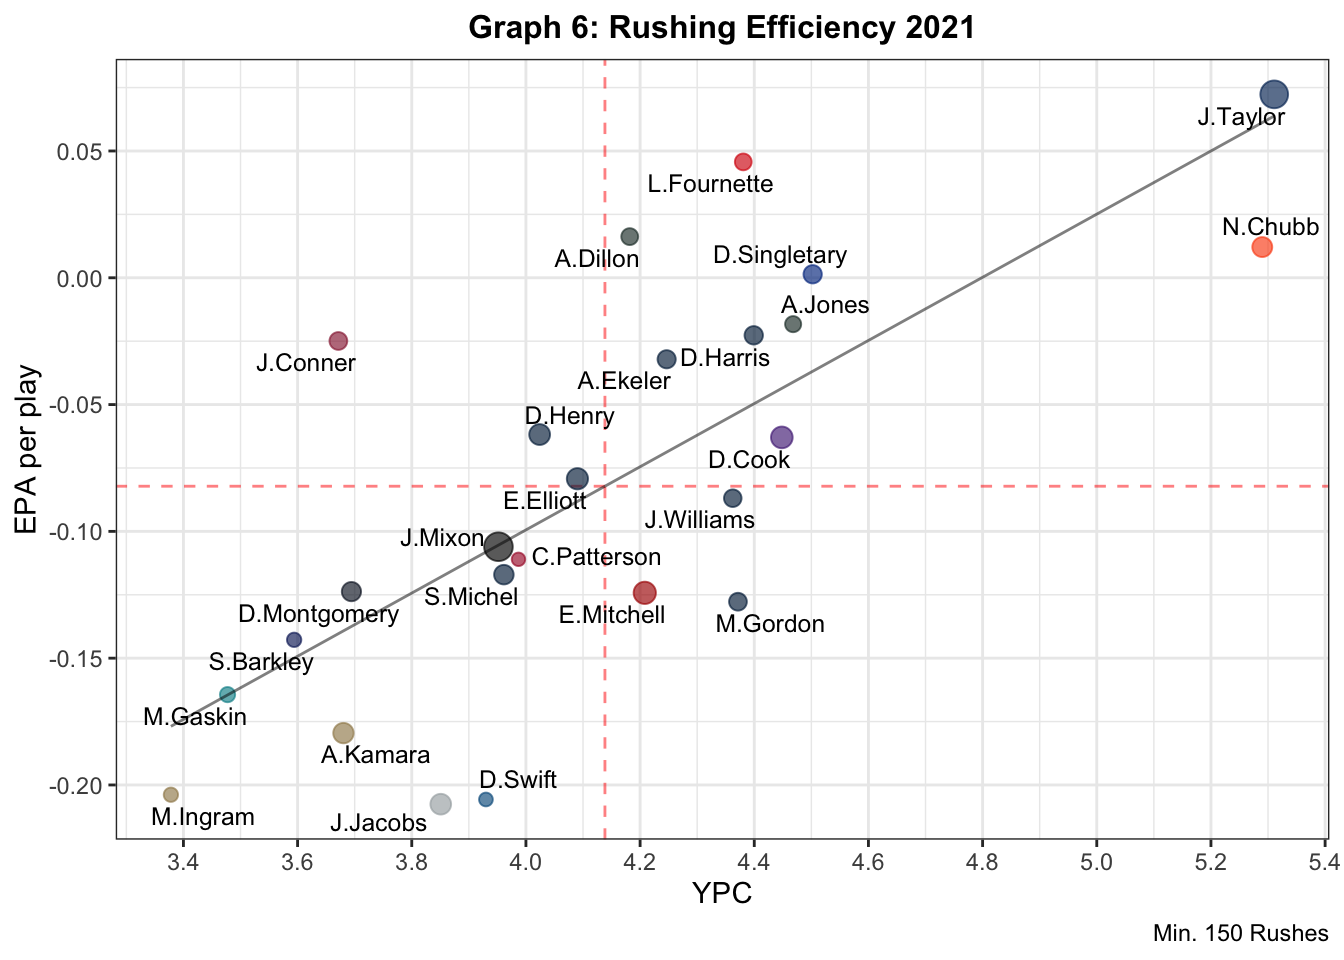 Graph 6: Rushing Efficiency 2021
J.Taylor
L.Fournette
N.Chubb
A.Dillon
D.Singletary
A.Jones
J.Conner
D.Harris
A.Ekeler
D.Henry
D.Cook
E.Elliott
J.Williams
J.Mixon
C.Patterson
S.Michel
D.Montgomery
E.Mitchell
M.Gordon
S.Barkley
M.Gaskin
A.Kamara
D.Swift
M.Ingram
J.Jacobs
EPA per play
0.05
0.00
-0.05
-0.10
-0.15
-0.20
3.4 3.6 3.8 4.0 4.2 4.4 4.6 4.8 5.0 5.2 5.4
YPC
Min. 150 Rushes